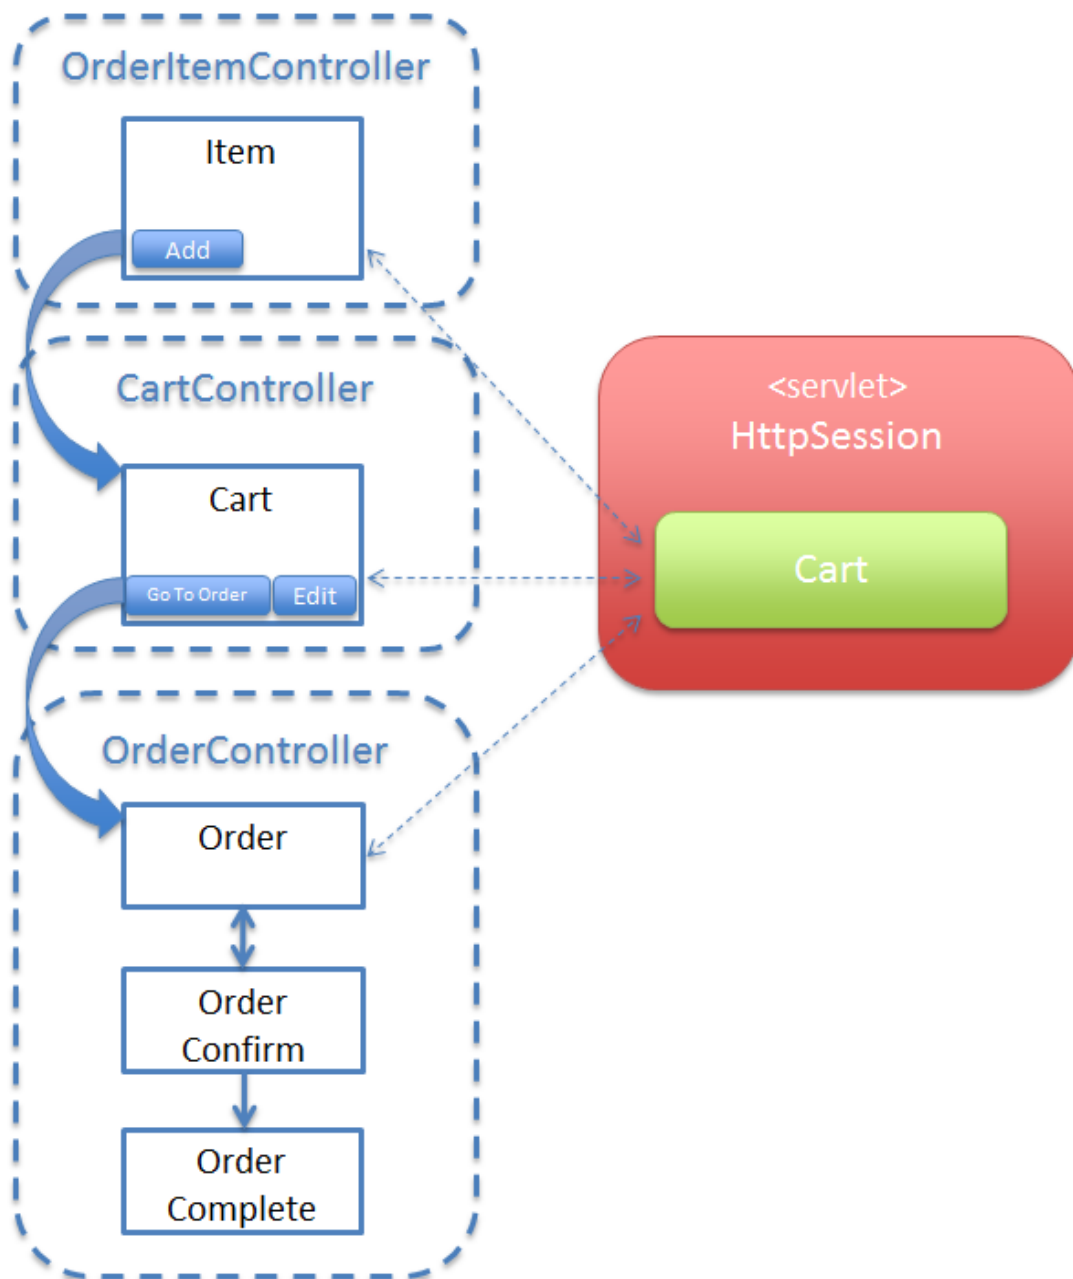 OrderItemController
Item
Add
CartController
Cart
Go To Order
Edit
<servlet>
HttpSession
Cart
OrderController
Order
Order
Confirm
Order
Complete